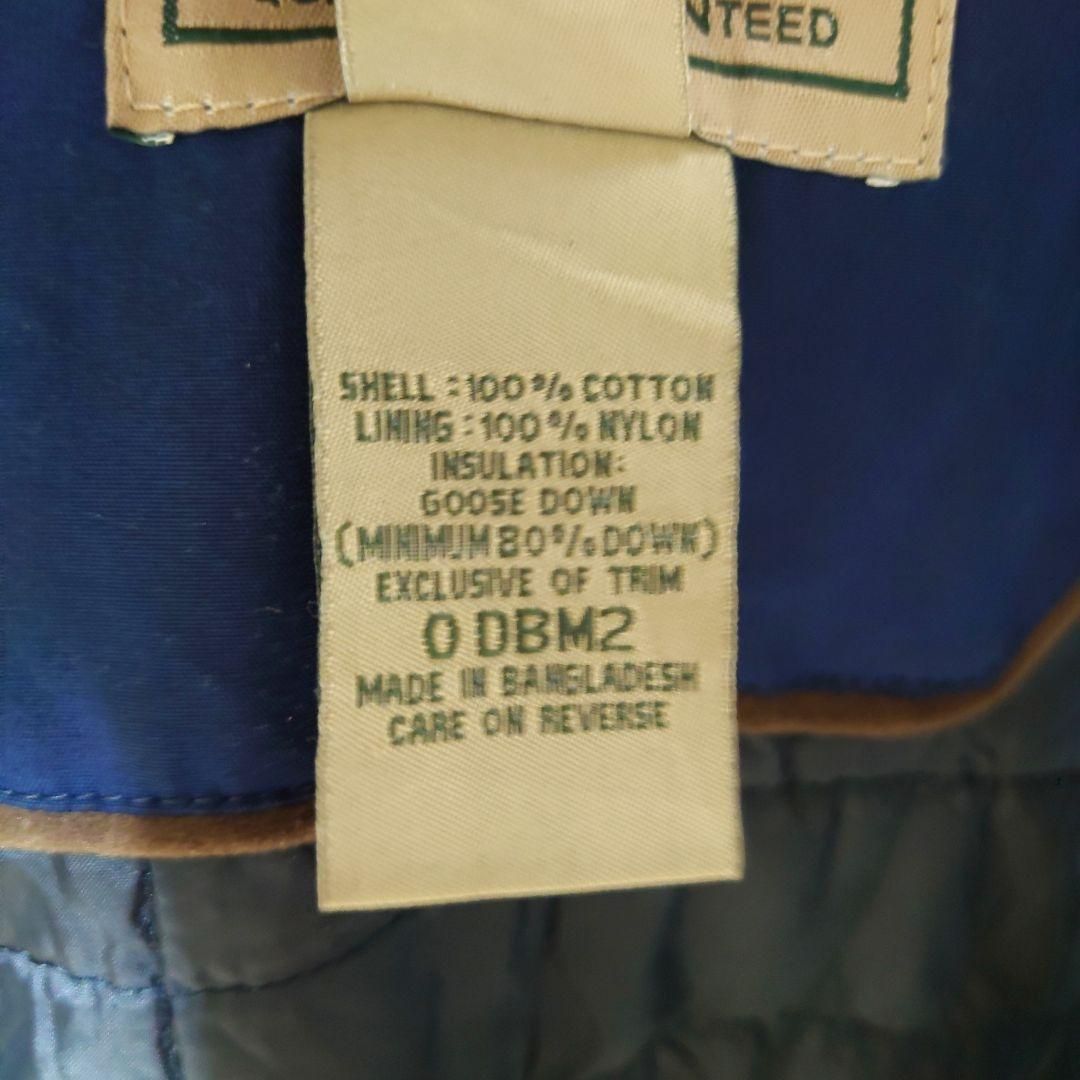 NTEED
SHELL : 100% COTTON
LINING : 100% NYLON
INSULATION:
GOOSE DOWN
(MINIMUM 80% DOWN)
EXCLUSIVE OF TRIM
0 DBM2
MADE IN BANGLADESH
CARE ON REVERSE